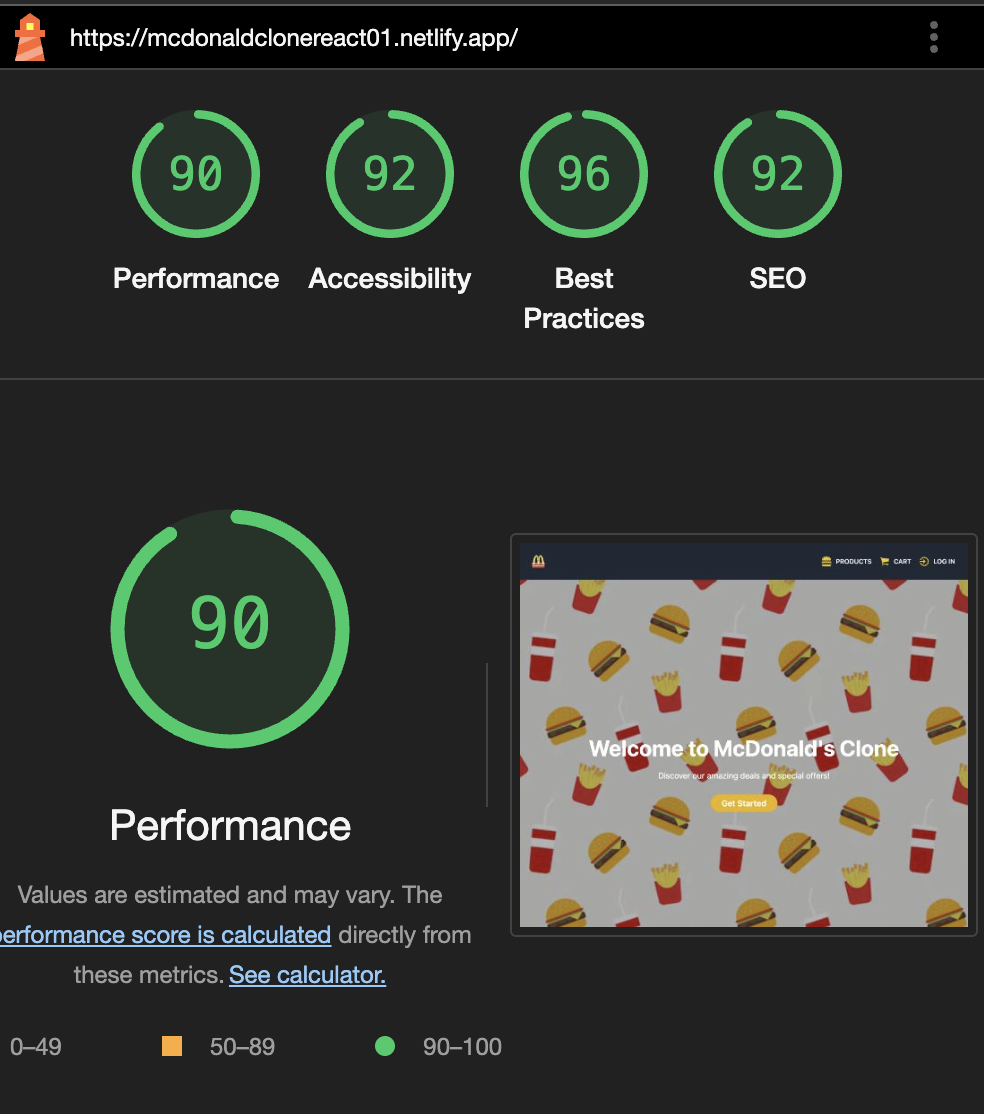 https://mcdonaldclonereact01.netlify.app/
90
92
96
92
Performance
Accessibility
Best
Practices
SEO
90
Performance
Values are estimated and may vary. The
performance score is calculated directly from
these metrics. See calculator.
0–49
50–89
90–100
PRODUCTS
CART
LOG IN
Welcome to McDonald's Clone
Discover our amazing deals and special offers!
Get Started